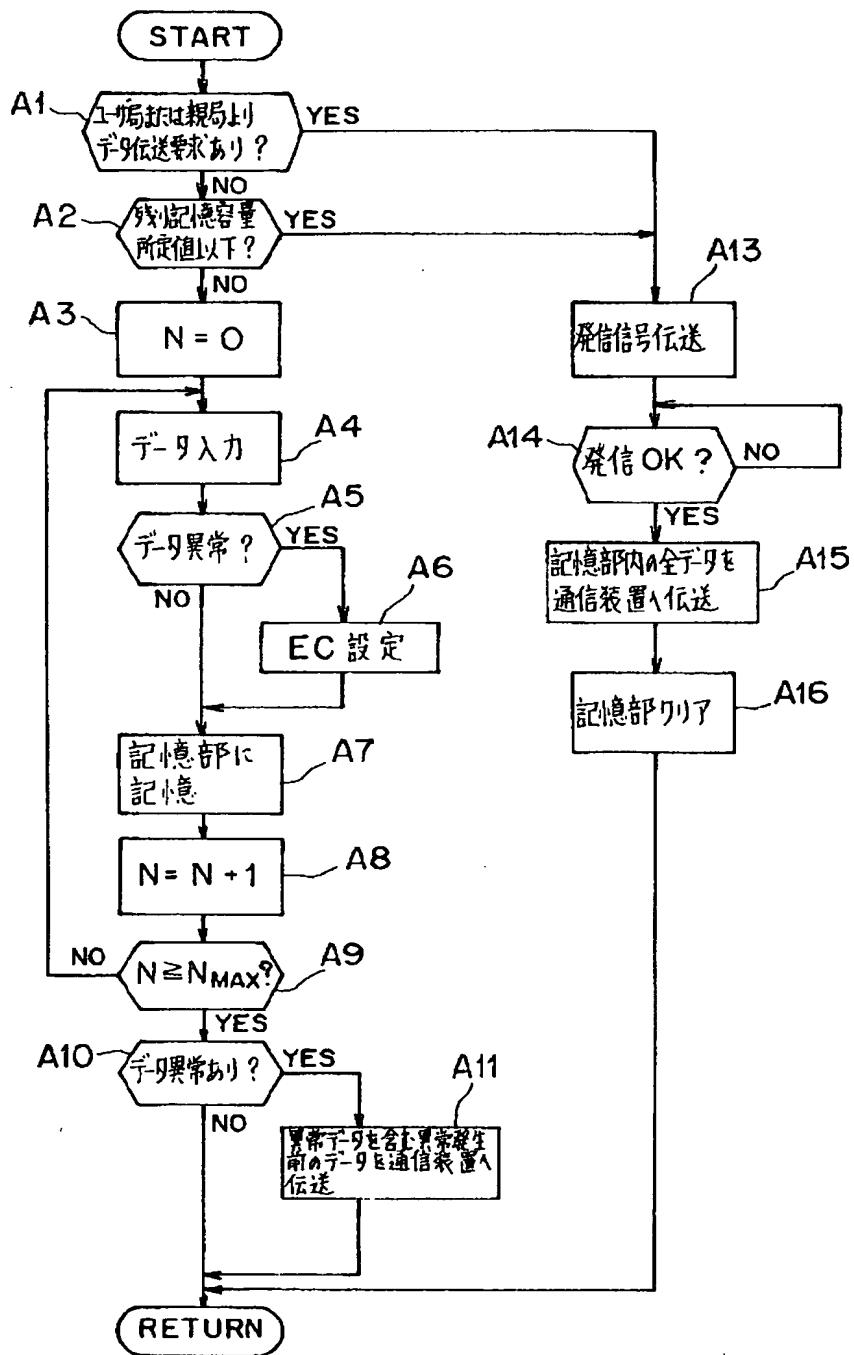 START
A1
ユーザ局または親局より
データ伝送要求あり?
YES
NO
A2
残り記憶容量
所定値以下?
YES
NO
A3
N = 0
A4
データ入力
A5
データ異常?
YES
NO
A6
EC 設定
A7
記憶部に
記憶
A8
N = N + 1
A9
N ≧ NMAX?
NO
YES
A10
データ異常あり?
YES
NO
A11
異常データを含む異常発生
前のデータを通信装置へ
伝送
A13
発信信号伝送
A14
発信 OK?
NO
YES
A15
記憶部内の全データを
通信装置へ伝送
A16
記憶部クリア
RETURN